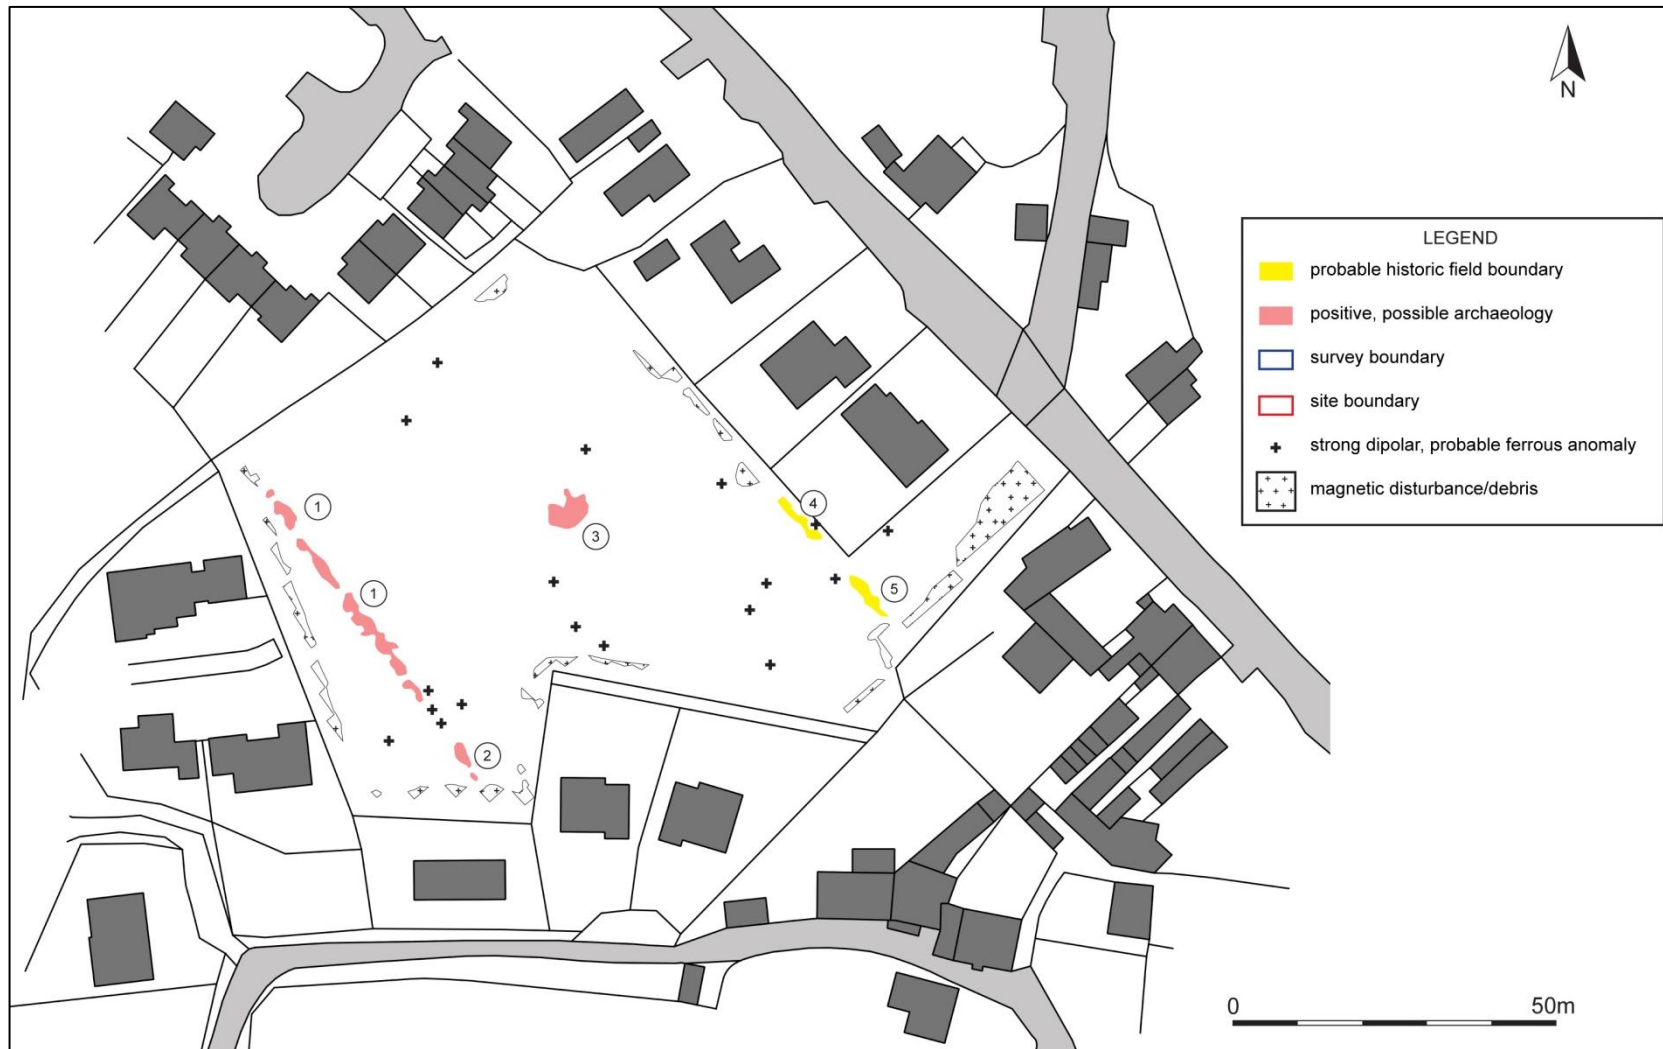 N
LEGEND
probable historic field boundary
positive, possible archaeology
survey boundary
site boundary
strong dipolar, probable ferrous anomaly
magnetic disturbance/debris
4
1
3
1
5
2
0 50m